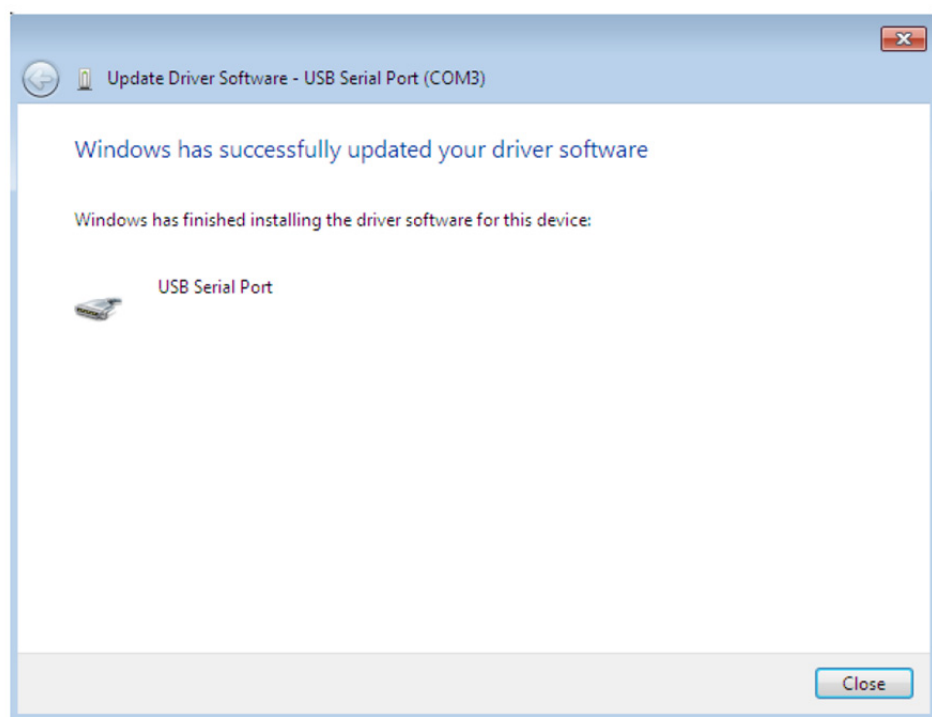 Update Driver Software - USB Serial Port (COM3)
Windows has successfully updated your driver software
Windows has finished installing the driver software for this device:
USB Serial Port
Close